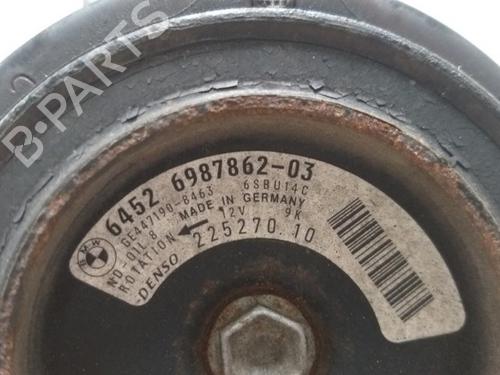 B-PARTS
BMW
6452 6987862-03
GE447190-8463 6SBU14C
ND OIL 8 MADE IN GERMANY
ROTATION 12V 9K
DENSO 225270.10